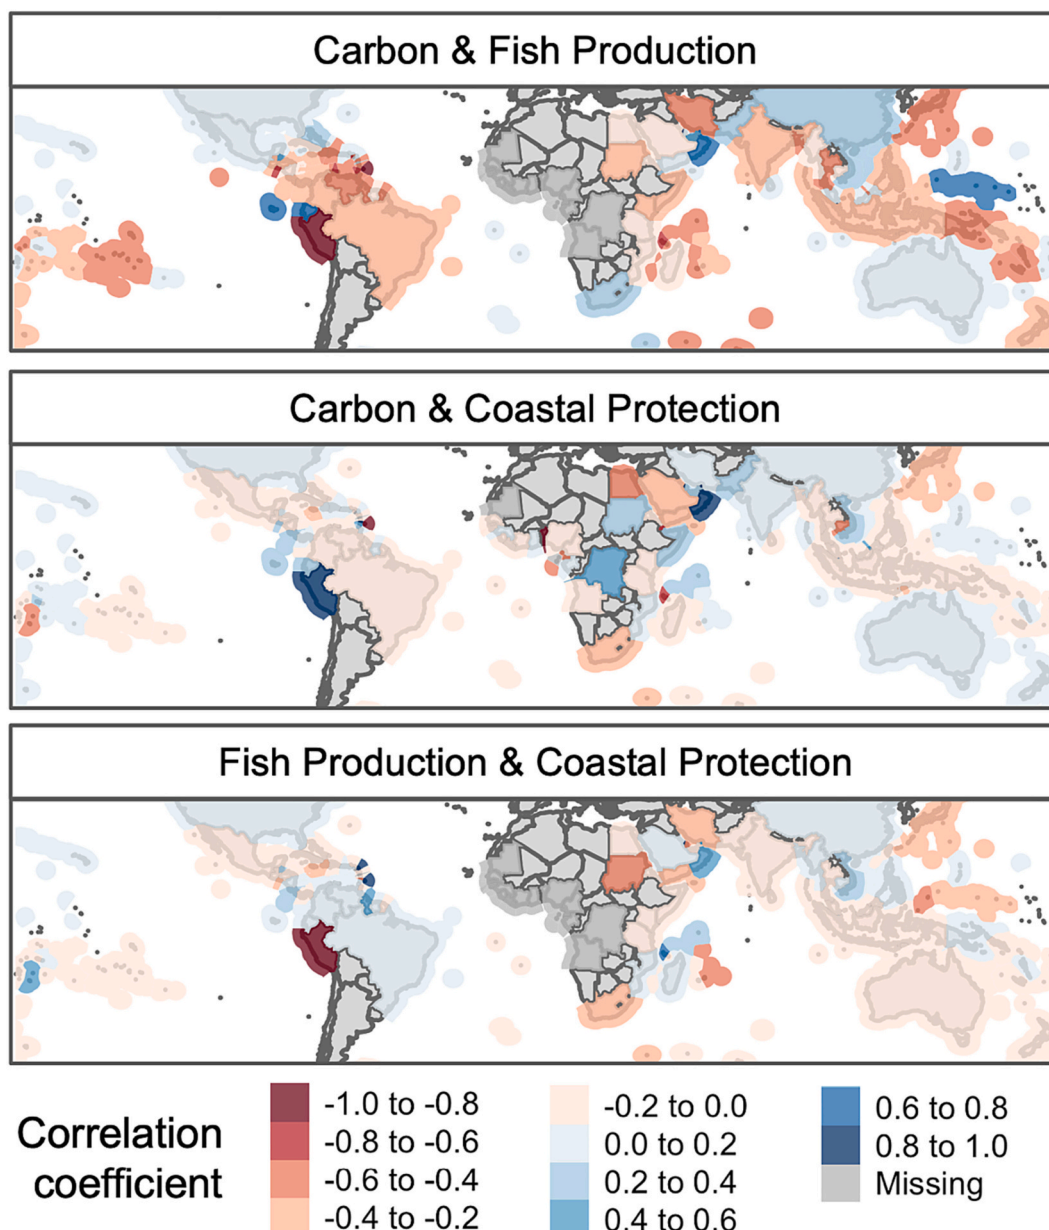 Carbon & Fish Production
Carbon & Coastal Protection
Fish Production & Coastal Protection
Correlation
coefficient
-1.0 to -0.8
-0.8 to -0.6
-0.6 to -0.4
-0.4 to -0.2
-0.2 to 0.0
0.0 to 0.2
0.2 to 0.4
0.4 to 0.6
0.6 to 0.8
0.8 to 1.0
Missing